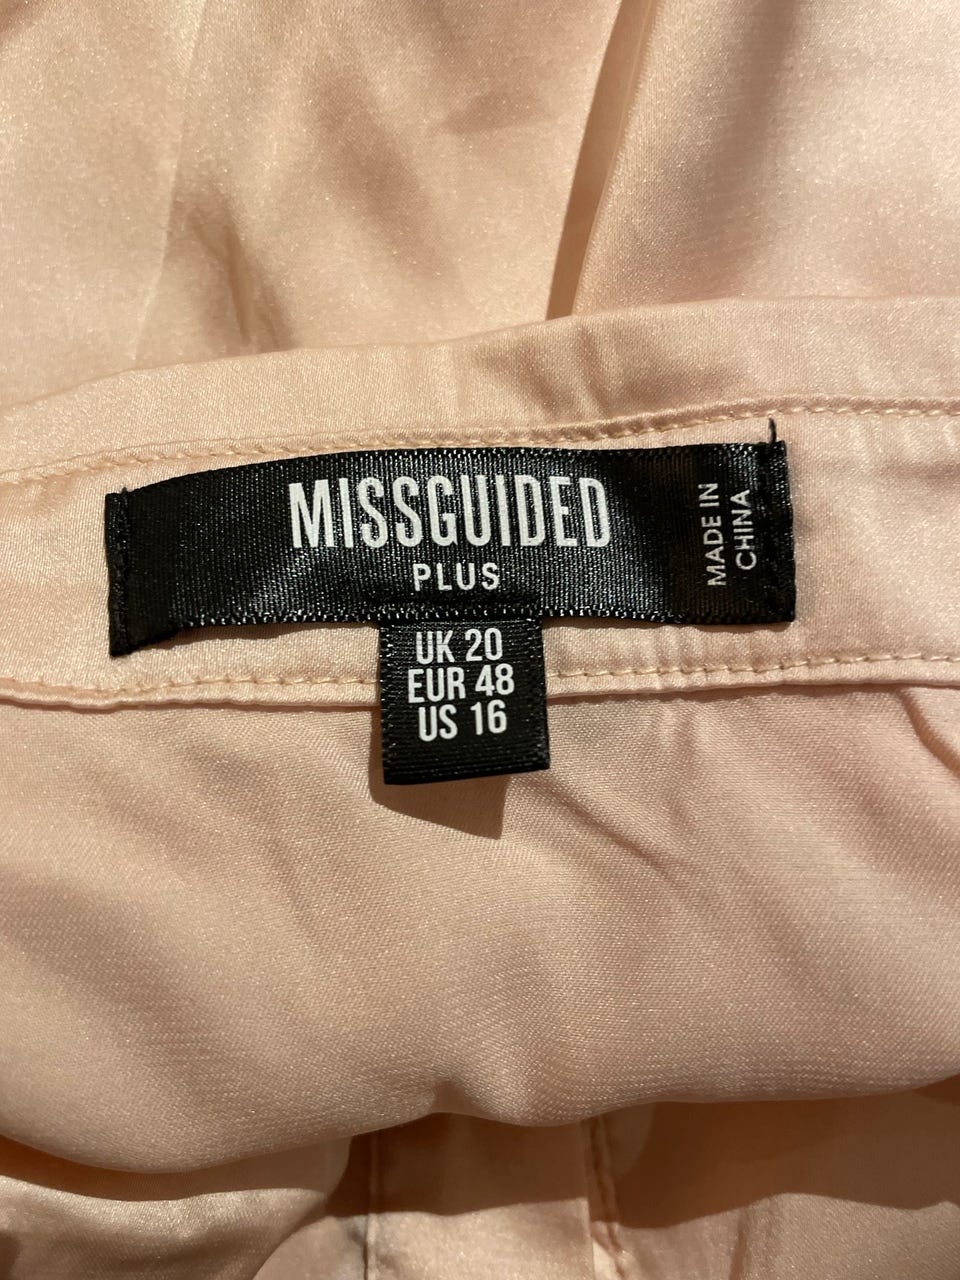 MISSGUIDED
PLUS
MADE IN
CHINA
UK 20
EUR 48
US 16